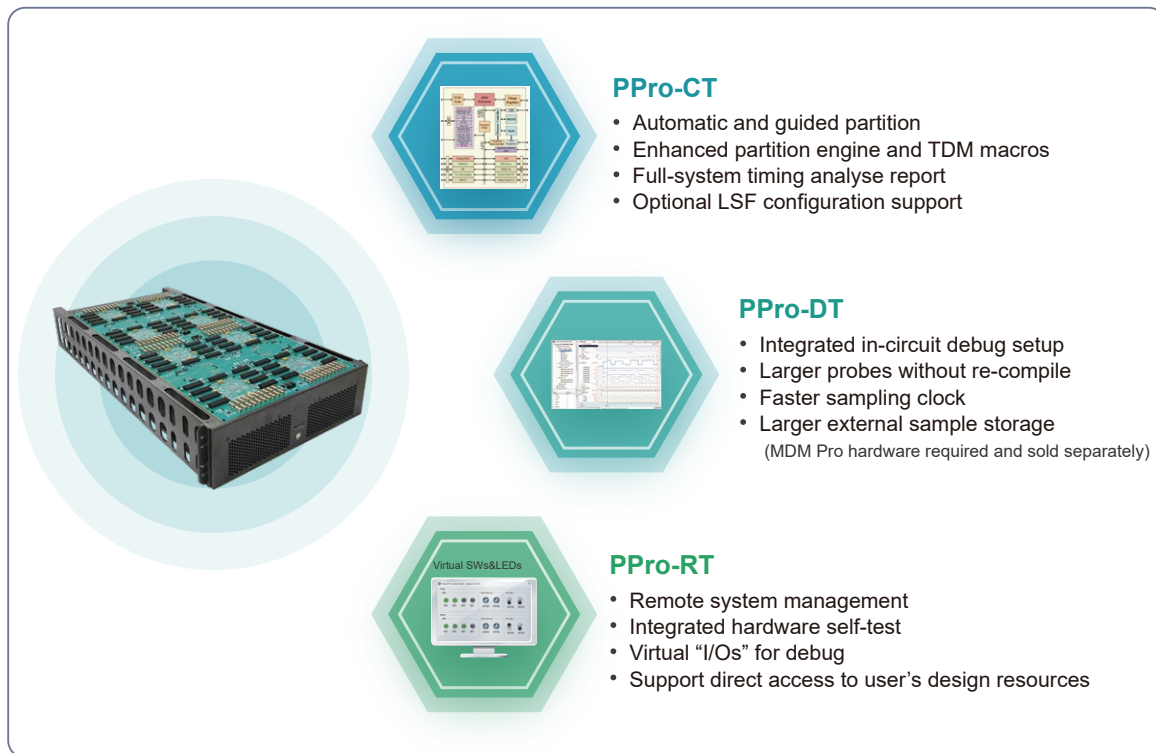 PPro-CT
• Automatic and guided partition
• Enhanced partition engine and TDM macros
• Full-system timing analyse report
• Optional LSF configuration support
PPro-DT
• Integrated in-circuit debug setup
• Larger probes without re-compile
• Faster sampling clock
• Larger external sample storage
(MDM Pro hardware required and sold separately)
Virtual SWs&LEDs
PPro-RT
• Remote system management
• Integrated hardware self-test
• Virtual “I/Os” for debug
• Support direct access to user’s design resources